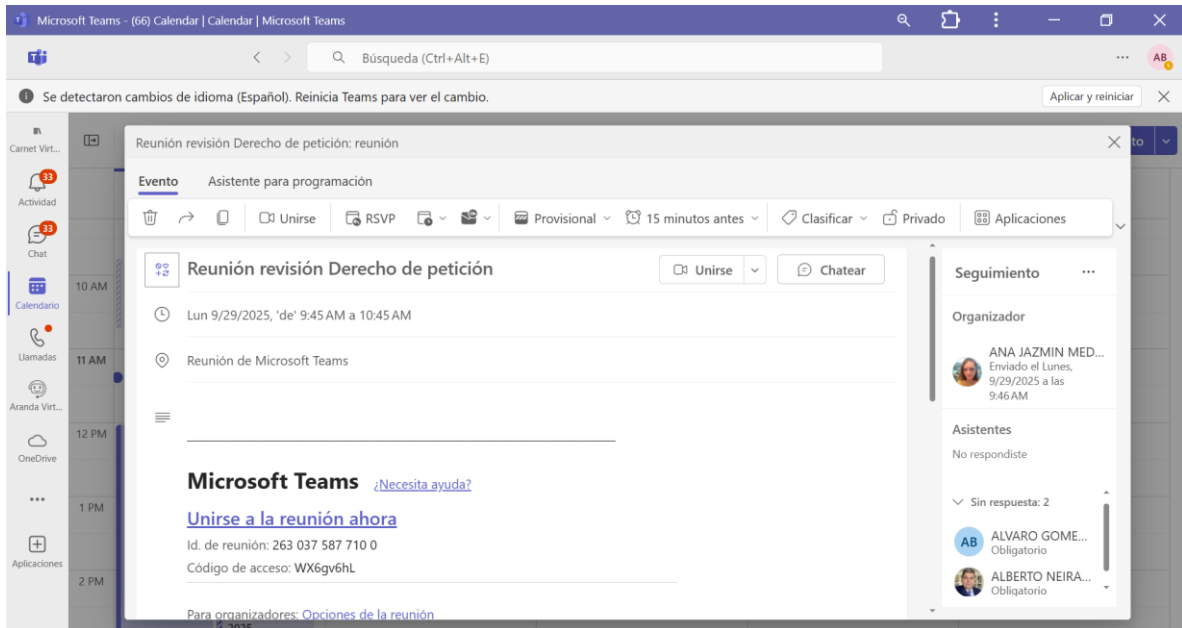 Microsoft Teams - (66) Calendar | Calendar | Microsoft Teams
Búsqueda (Ctrl+Alt+E)
AB
Se detectaron cambios de idioma (Español). Reinicia Teams para ver el cambio.
Aplicar y reiniciar
Carnet Virt...
33
Actividad
33
Chat
Calendario
Llamadas
Aranda Virt...
OneDrive
Aplicaciones
10 AM
11 AM
12 PM
1 PM
2 PM
to
Reunión revisión Derecho de petición: reunión
Evento Asistente para programación
Unirse RSVP Provisional 15 minutos antes Clasificar Privado Aplicaciones
Reunión revisión Derecho de petición
Unirse Chatear
Lun 9/29/2025, 'de' 9:45 AM a 10:45 AM
Reunión de Microsoft Teams
Microsoft Teams ¿Necesita ayuda?
Unirse a la reunión ahora
Id. de reunión: 263 037 587 710 0
Código de acceso: WX6gv6hL
Para organizadores: Opciones de la reunión
2025
Seguimiento
Organizador
ANA JAZMIN MED...
Enviado el Lunes,
9/29/2025 a las
9:46 AM
Asistentes
No respondiste
Sin respuesta: 2
AB
ALVARO GOME...
Obligatorio
ALBERTO NEIRA...
Obligatorio